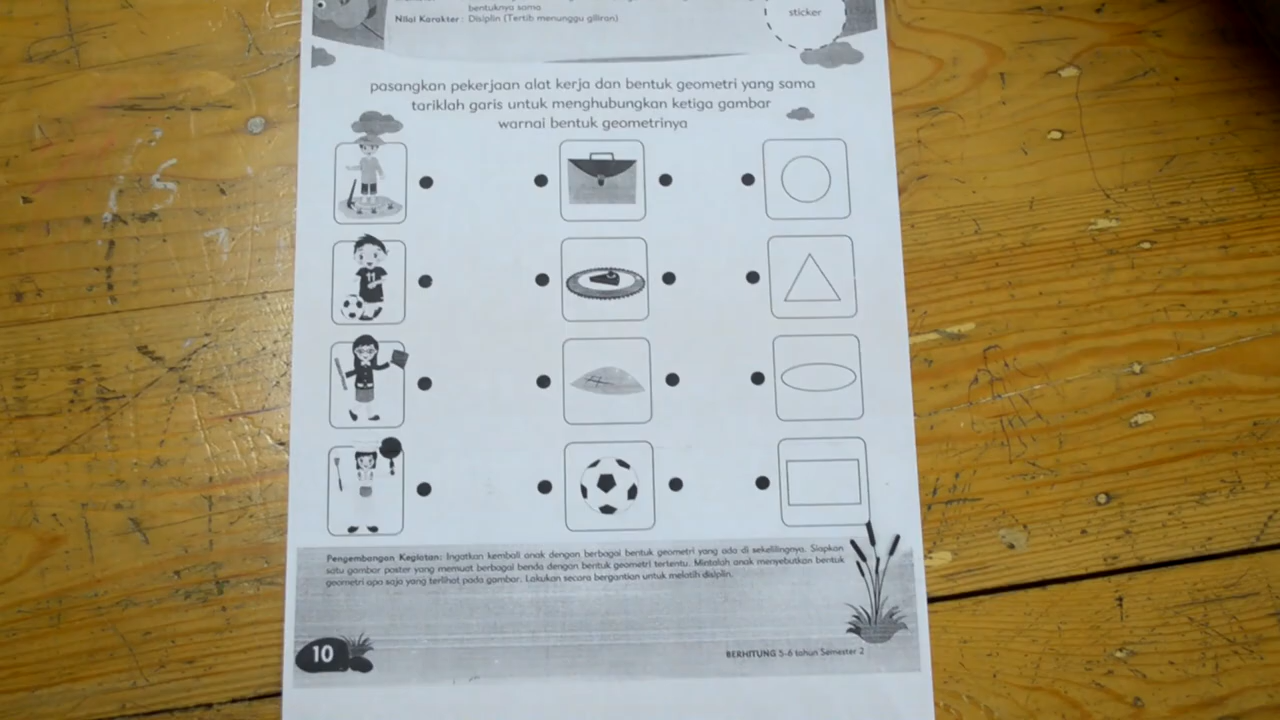 bentuknya sama
Nilai Karakter : Disiplin (Tertib menunggu giliran)
sticker
pasangkan pekerjaan alat kerja dan bentuk geometri yang sama
tariklah garis untuk menghubungkan ketiga gambar
warnai bentuk geometrinya
11
Pengembangan Kegiatan: Ingatkan kembali anak dengan berbagai bentuk geometri yang ada di sekelilingnya. Siapkan
satu gambar poster yang memuat berbagai benda dengan bentuk geometri tertentu. Mintalah anak menyebutkan bentuk
geometri apa saja yang terlihat pada gambar. Lakukan secara bergantian untuk melatih disiplin.
10
BERHITUNG 5-6 tahun Semester 2